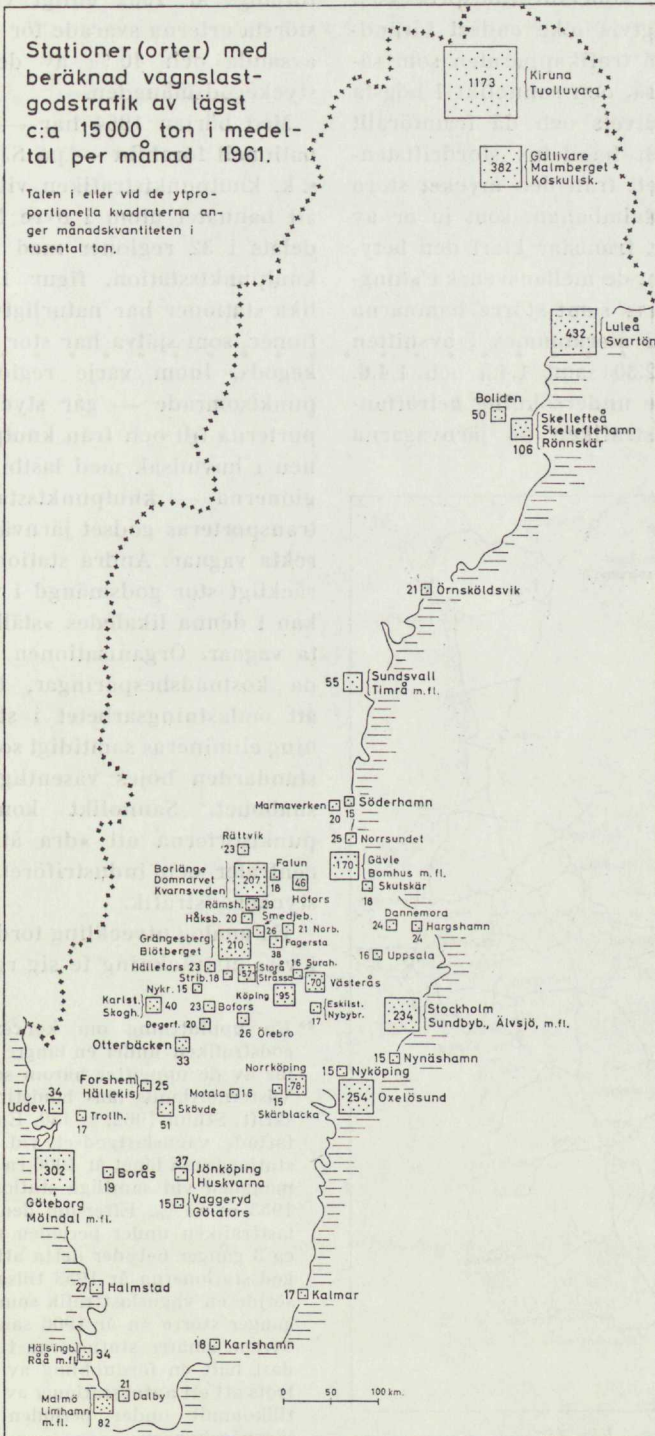 Stationer (orter) med
beräknad vagnslast-
godstrafik av lägst
c:a 15000 ton i medel-
tal per månad 1961.
Talen i eller vid de ytpro-
portionella kvadraterna an-
ger månadskvantiteten i
tusental ton.
1173 Kiruna
Tuolluvara
382 Gällivare
Malmberget
Koskullsk.
432 Luleå
Svartön
Boliden
50
Skellefteå
Skelleftehamn
Rönnskär
106
21 Örnsköldsvik
55 Sundsvall
Timrå m.fl.
Marmaverken
20
Söderhamn
15
25 Norrsundet
Rättvik
23
Borlänge
Domnarvet
Kvarnsveden
207
Falun
18
46
Hofors
170 Gävle
Bomhus m.fl.
Skutskär
18
Rämsh. 29
Håksb. 20
Smedjeb.
26
21 Norb.
Dannemora
24
Hargshamn
24
Grängesberg
Blötberget
210
Fagersta
38
16 Uppsala
Hällefors 23
Strib. 18
57 Storå
Stråssa
16 Surah.
70
Västerås
Nykr. 15
Karlst.
Skogh.
40
23 Bofors
Köping
95
Eskilst.
Nybybr.
17
234 Stockholm
Sundbyb., Älvsjö, m.fl.
Degerf. 20
26 Örebro
Otterbäcken
33
15 Nynäshamn
Norrköping
78
15 Nyköping
Forshem
Hällekis
25
Motala 16
15
Skärblacka
254 Oxelösund
34
Uddev.
Trollh.
17
Skövde
51
302
Göteborg
Mölndal m.fl.
Borås
19
37
Jönköping
Huskvarna
15 Vaggeryd
Götafors
27 Halmstad
17 Kalmar
Hälsingb.
Råå m.fl.
34
18 Karlshamn
Malmö
Limhamn
m.fl.
82
21
Dalby
0 50 100 km.